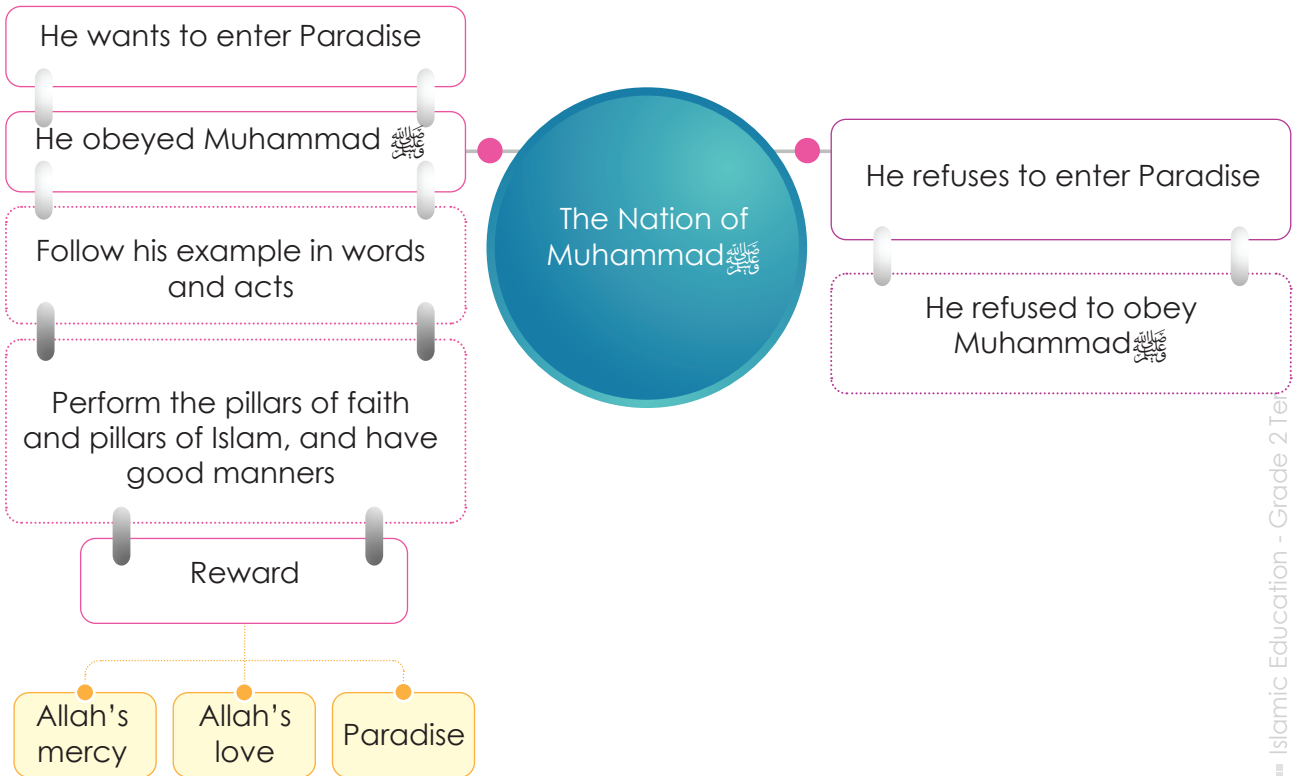 He wants to enter Paradise
He obeyed Muhammad ﷺ
Follow his example in words
and acts
Perform the pillars of faith
and pillars of Islam, and have
good manners
Reward
Allah's
mercy
Allah's
love
Paradise
The Nation of
Muhammadﷺ
He refuses to enter Paradise
He refused to obey
Muhammadﷺ
Islamic Education - Grade 2 Ter